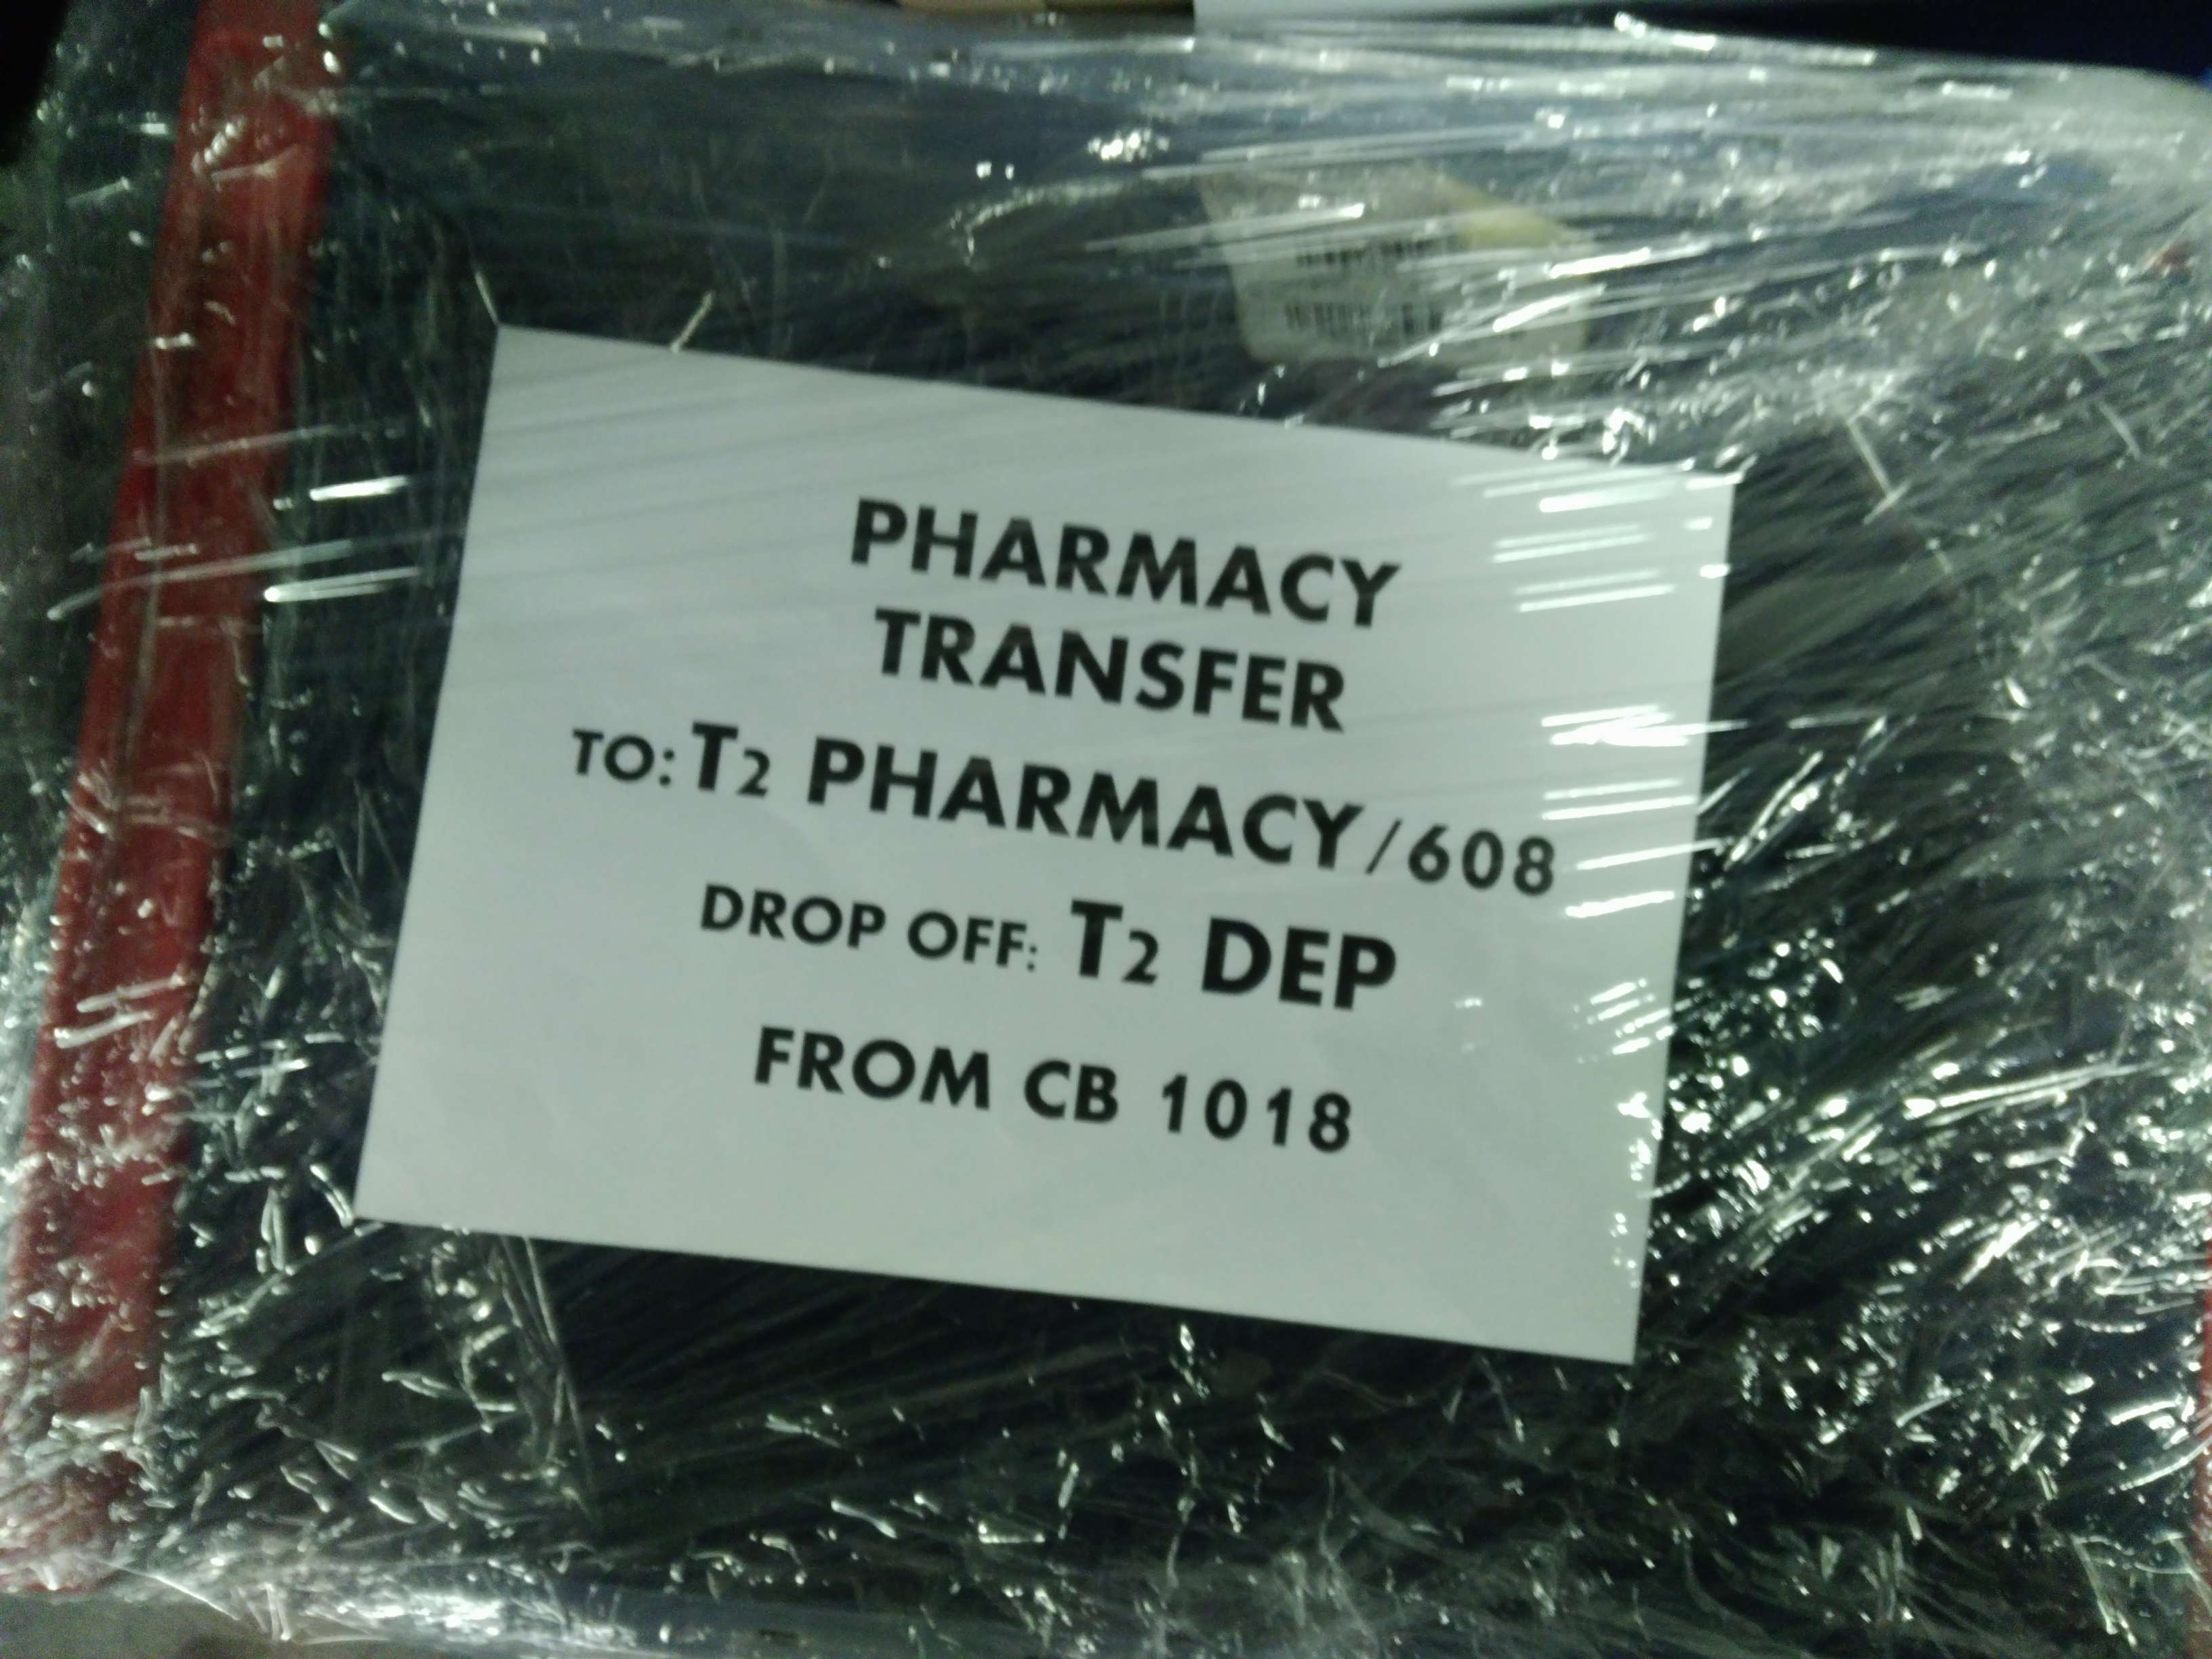 PHARMACY
TRANSFER
TO: T2 PHARMACY/608
DROP OFF: T2 DEP
FROM CB 1018